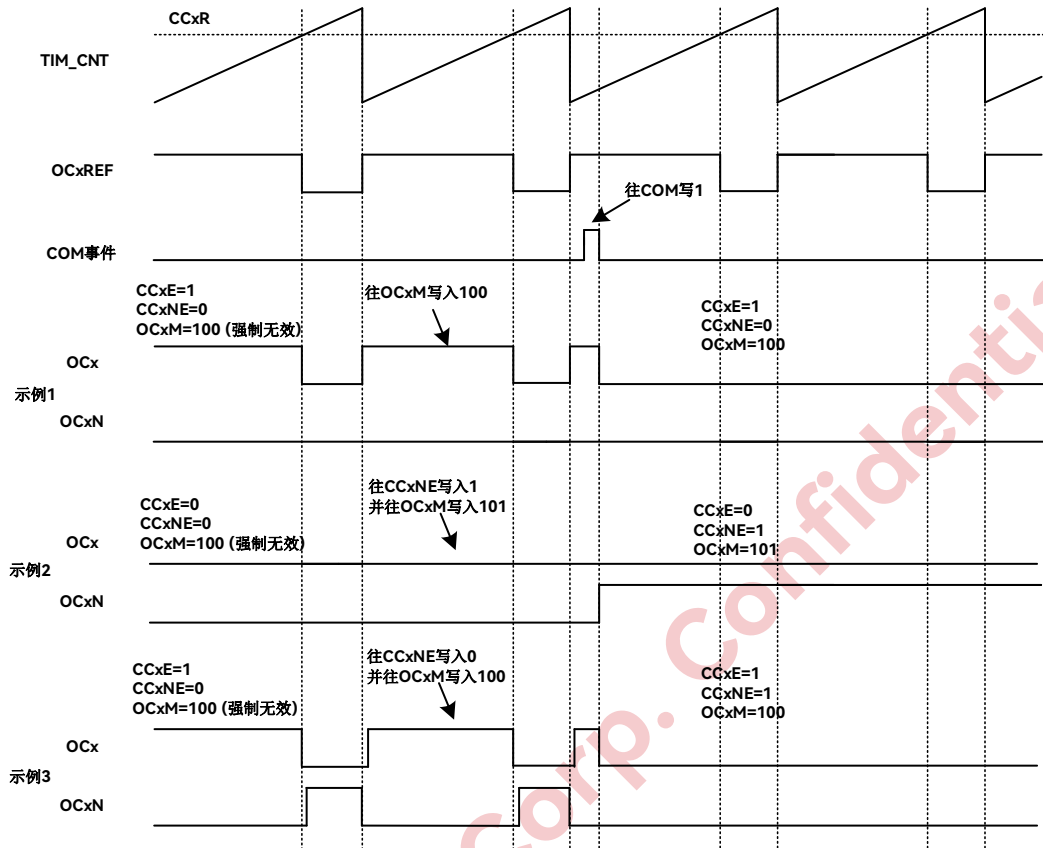 CCxR
TIM_CNT
OCxREF
往COM写1
COM事件
CCxE=1
CCxNE=0
OCxM=100 (强制无效)
往OCxM写入100
CCxE=1
CCxNE=0
OCxM=100
OCx
示例1
OCxN
CCxE=0
CCxNE=0
OCxM=100 (强制无效)
往CCxNE写入1
并往OCxM写入101
CCxE=0
CCxNE=1
OCxM=101
OCx
示例2
OCxN
CCxE=1
CCxNE=0
OCxM=100 (强制无效)
往CCxNE写入0
并往OCxM写入100
CCxE=1
CCxNE=1
OCxM=100
OCx
示例3
OCxN
Corp. Confidentia